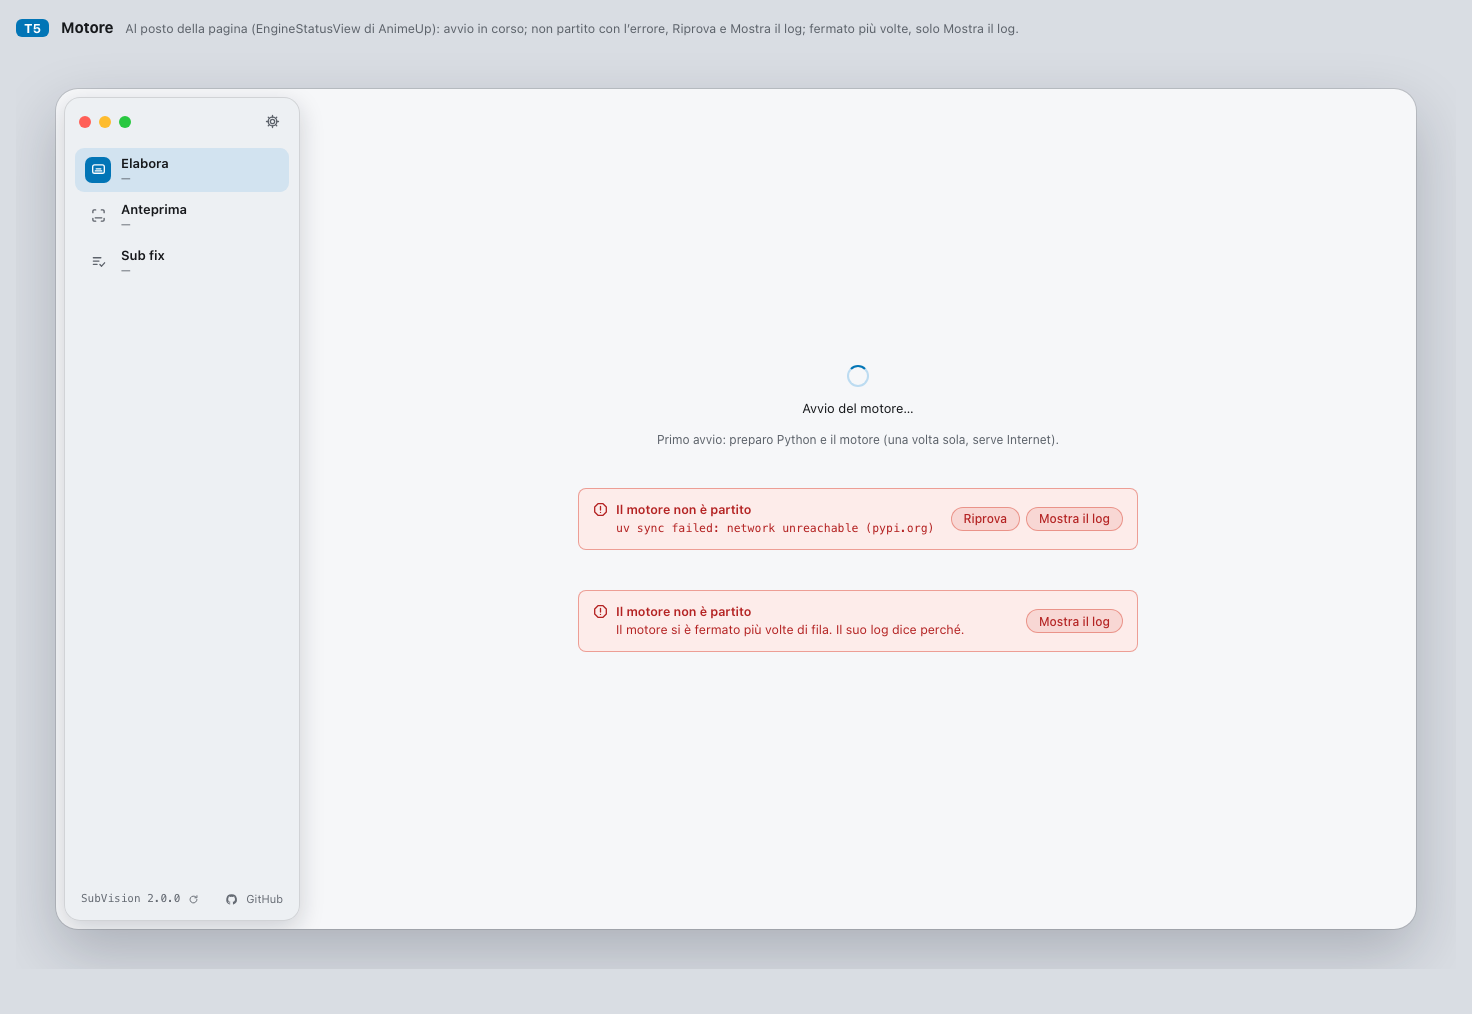 T5 Motore Al posto della pagina (EngineStatusView di AnimeUp): avvio in corso; non partito con l'errore, Riprova e Mostra il log; fermato più volte, solo Mostra il log.
Elabora
—
Anteprima
—
Sub fix
—
Avvio del motore…
Primo avvio: preparo Python e il motore (una volta sola, serve Internet).
Il motore non è partito
uv sync failed: network unreachable (pypi.org)
Riprova Mostra il log
Il motore non è partito
Il motore si è fermato più volte di fila. Il suo log dice perché.
Mostra il log
SubVision 2.0.0 GitHub